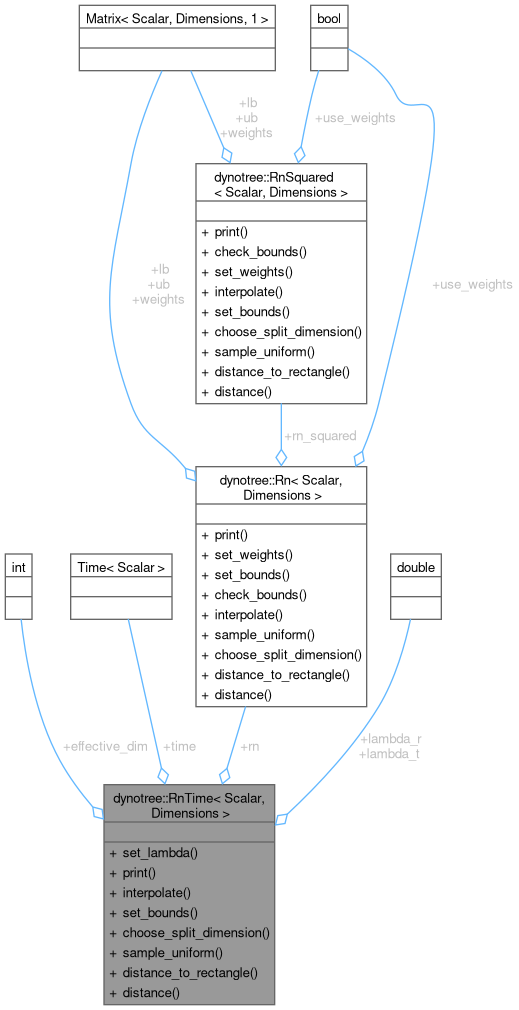 Matrix< Scalar, Dimensions, 1 >
bool
+lb
+ub
+weights
+use_weights
dynotree::RnSquared
< Scalar, Dimensions >
+ print()
+ check_bounds()
+ set_weights()
+ interpolate()
+ set_bounds()
+ choose_split_dimension()
+ sample_uniform()
+ distance_to_rectangle()
+ distance()
+lb
+ub
+weights
+use_weights
+rn_squared
dynotree::Rn< Scalar,
Dimensions >
+ print()
+ set_weights()
+ set_bounds()
+ check_bounds()
+ interpolate()
+ sample_uniform()
+ choose_split_dimension()
+ distance_to_rectangle()
+ distance()
int
Time< Scalar >
double
+effective_dim
+time
+rn
+lambda_r
+lambda_t
dynotree::RnTime< Scalar,
Dimensions >
+ set_lambda()
+ print()
+ interpolate()
+ set_bounds()
+ choose_split_dimension()
+ sample_uniform()
+ distance_to_rectangle()
+ distance()